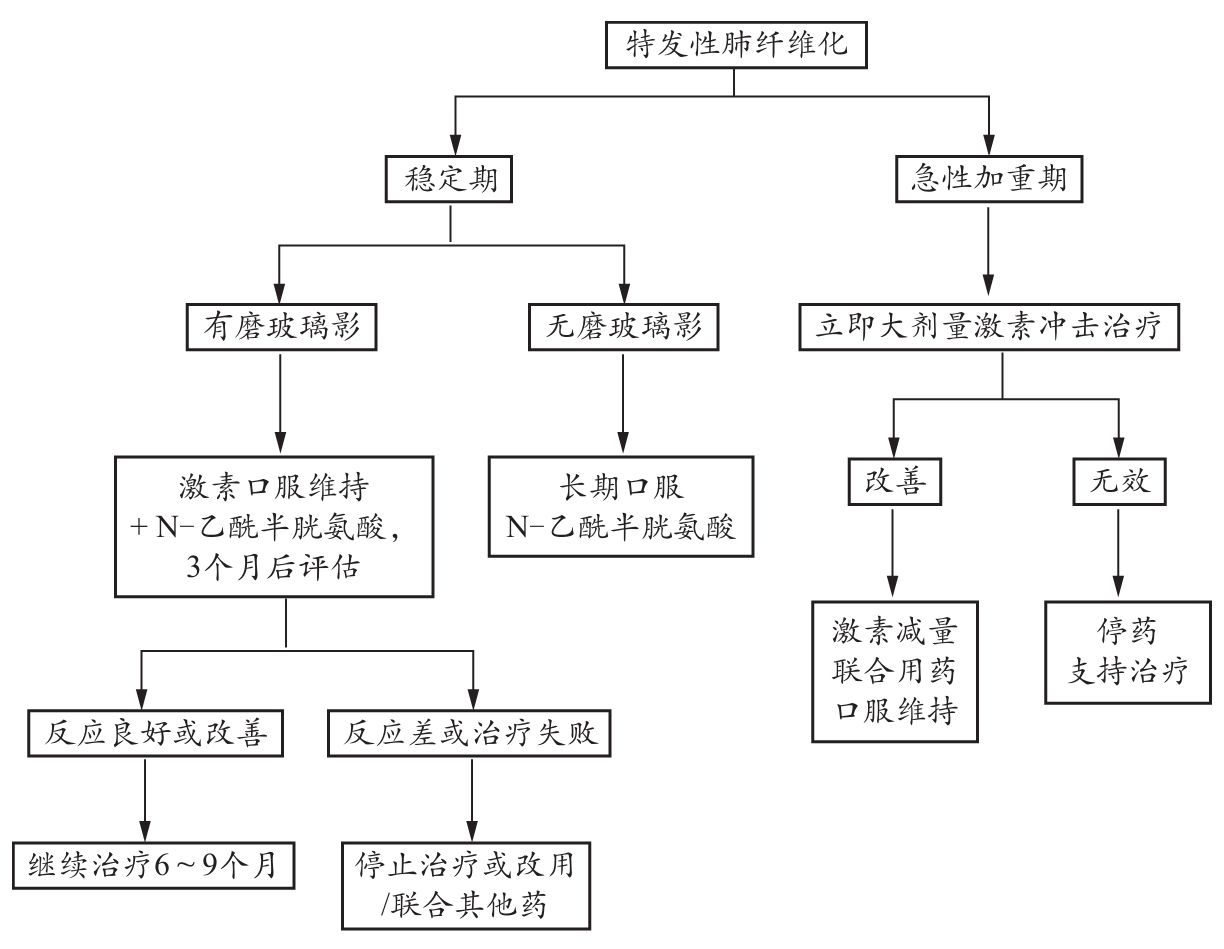 特发性肺纤维化
稳定期
急性加重期
有磨玻璃影
无磨玻璃影
立即大剂量激素冲击治疗
改善
无效
激素口服维持
+ N-乙酰半胱氨酸，
3个月后评估
长期口服
N-乙酰半胱氨酸
激素减量
联合用药
口服维持
停药
支持治疗
反应良好或改善
反应差或治疗失败
继续治疗6～9个月
停止治疗或改用
/联合其他药